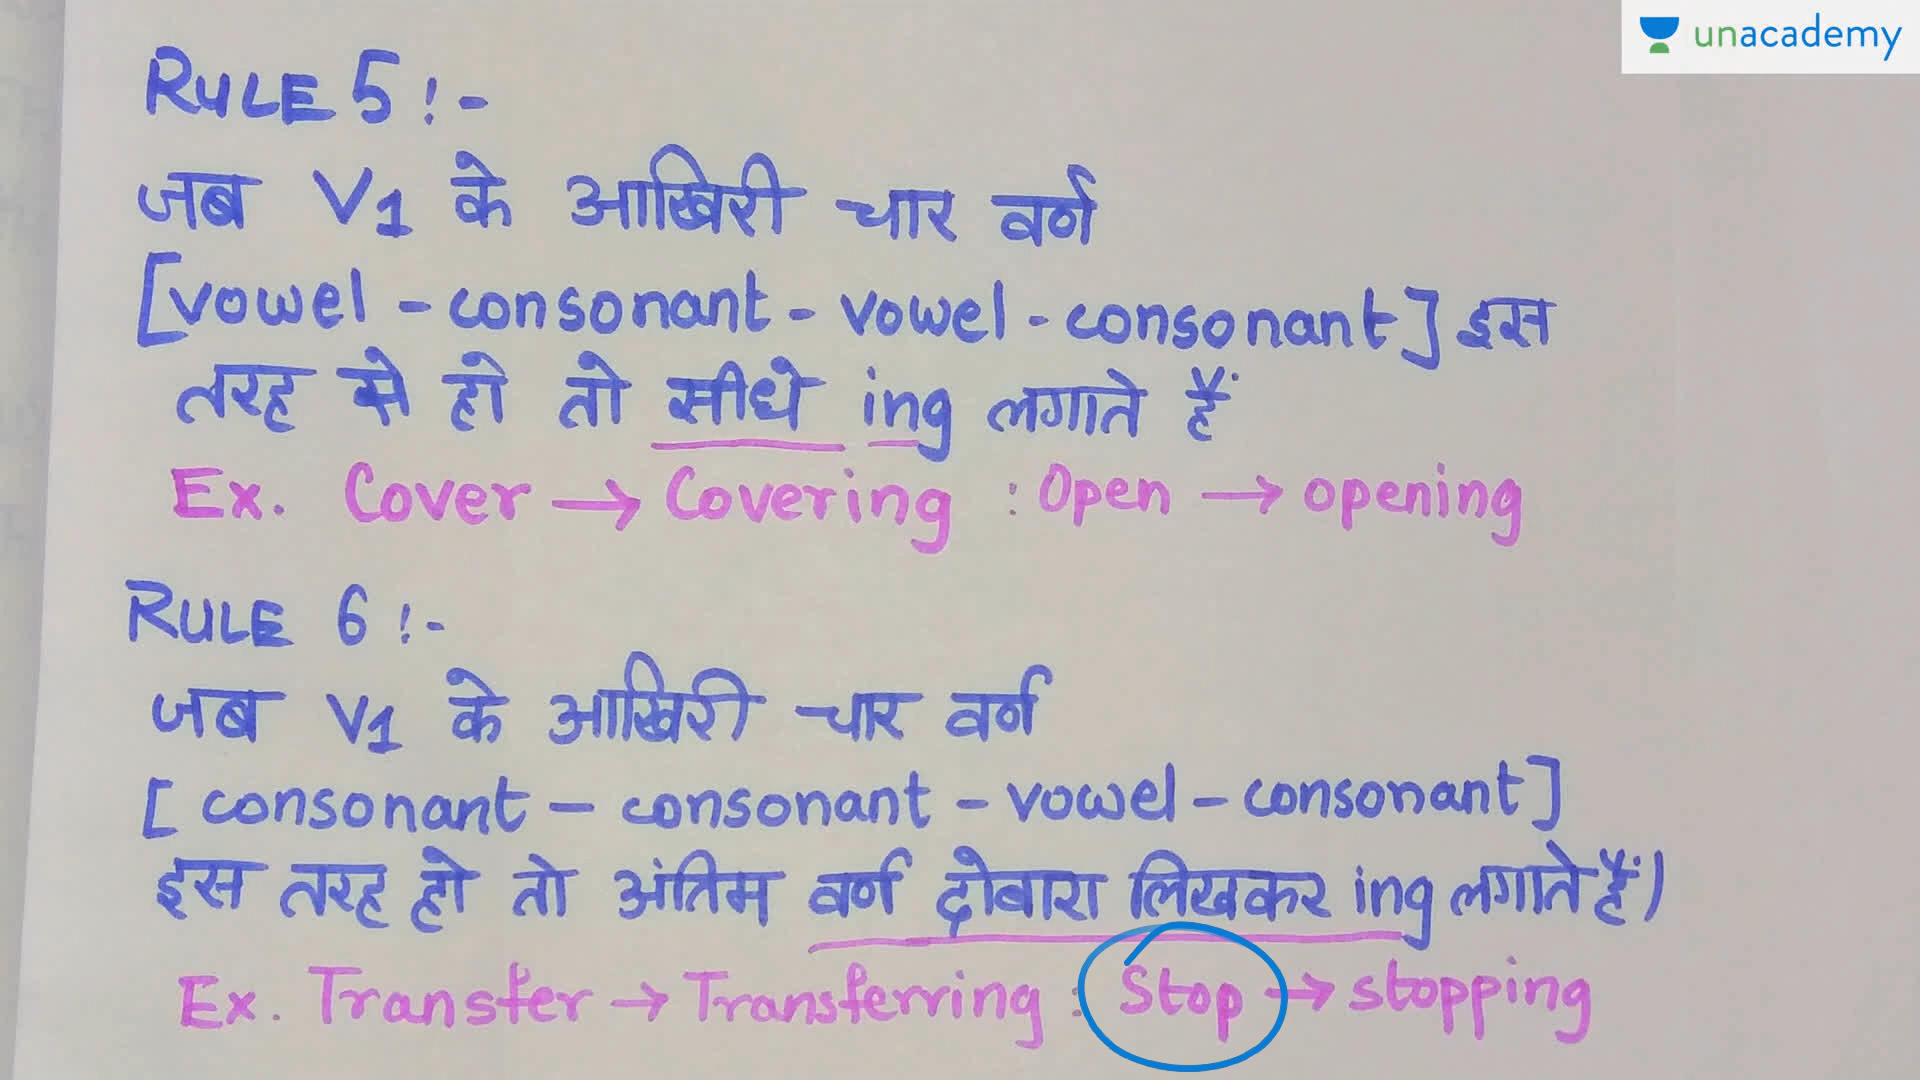 unacademy
RULE 5 :-
जब V1 के आखिरी चार वर्ण
[vowel - consonant - vowel - consonant] इस
तरह से हो तो सीधे ing लगाते हैं
Ex. Cover → Covering : Open → opening
RULE 6 :-
जब V1 के आखिरी चार वर्ण
[ consonant - consonant - vowel - consonant]
इस तरह हो तो अंतिम वर्ण दोबारा लिखकर ing लगाते हैं।
Ex. Transfer → Transferring : Stop → stopping